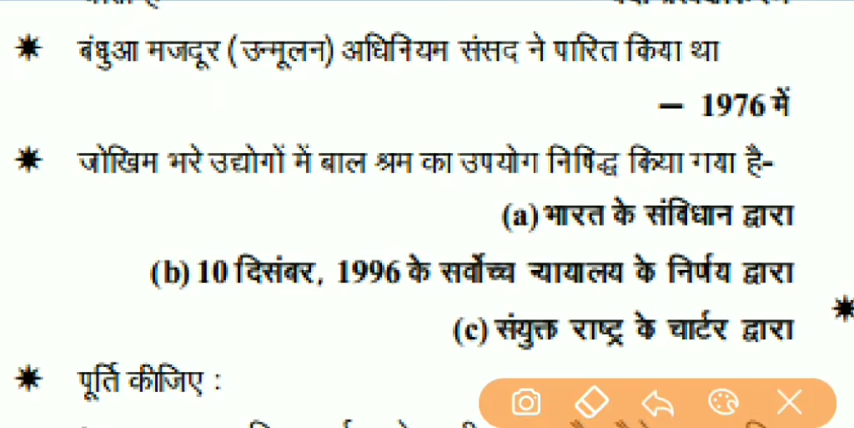 * बंधुआ मजदूर (उन्मूलन) अधिनियम संसद ने पारित किया था
– 1976 में
* जोखिम भरे उद्योगों में बाल श्रम का उपयोग निषिद्ध किया गया है-
(a) भारत के संविधान द्वारा
(b) 10 दिसंबर, 1996 के सर्वोच्च न्यायालय के निर्णय द्वारा
(c) संयुक्त राष्ट्र के चार्टर द्वारा
*
* पूर्ति कीजिए :